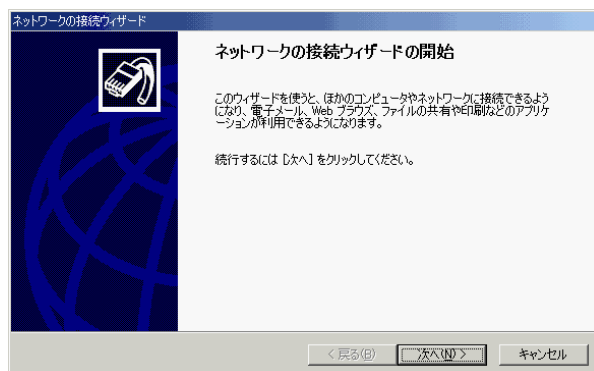 ネットワークの接続ウィザード
ネットワークの接続ウィザードの開始
このウィザードを使うと、ほかのコンピュータやネットワークに接続できるよう
になり、電子メール、Web ブラウズ、ファイルの共有や印刷などのアプリケ
ーションが利用できるようになります。
続行するには [次へ] をクリックしてください。
< 戻る(B)
次へ(N) >
キャンセル